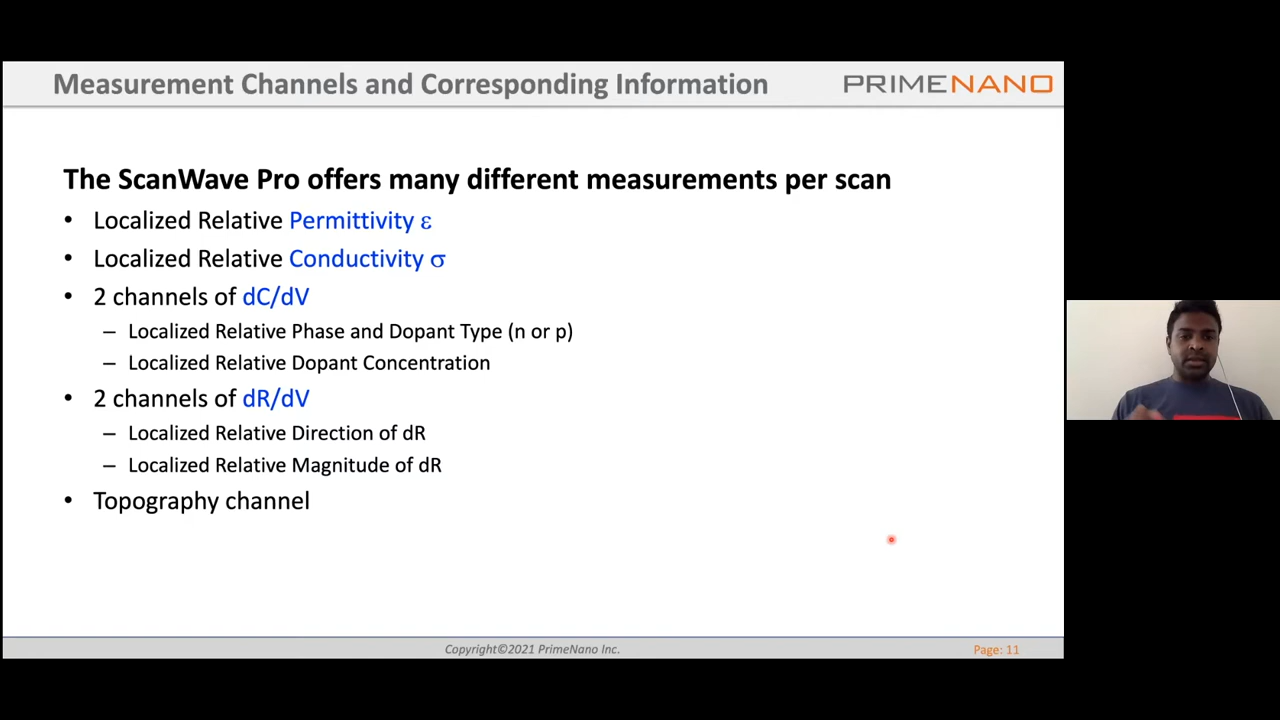 Measurement Channels and Corresponding Information
PRIMENANO
The ScanWave Pro offers many different measurements per scan
• Localized Relative Permittivity ε
• Localized Relative Conductivity σ
• 2 channels of dC/dV
– Localized Relative Phase and Dopant Type (n or p)
– Localized Relative Dopant Concentration
• 2 channels of dR/dV
– Localized Relative Direction of dR
– Localized Relative Magnitude of dR
• Topography channel
Copyright©2021 PrimeNano Inc.
Page: 11